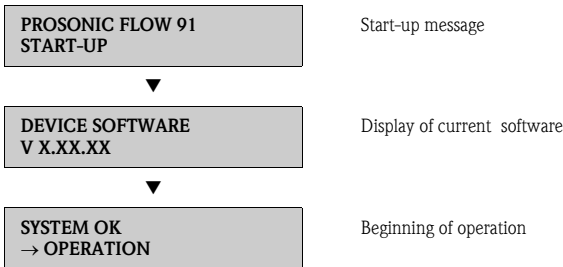 PROSONIC FLOW 91 Start-up message
START-UP
▼
DEVICE SOFTWARE Display of current software
V X.XX.XX
▼
SYSTEM OK Beginning of operation
→ OPERATION